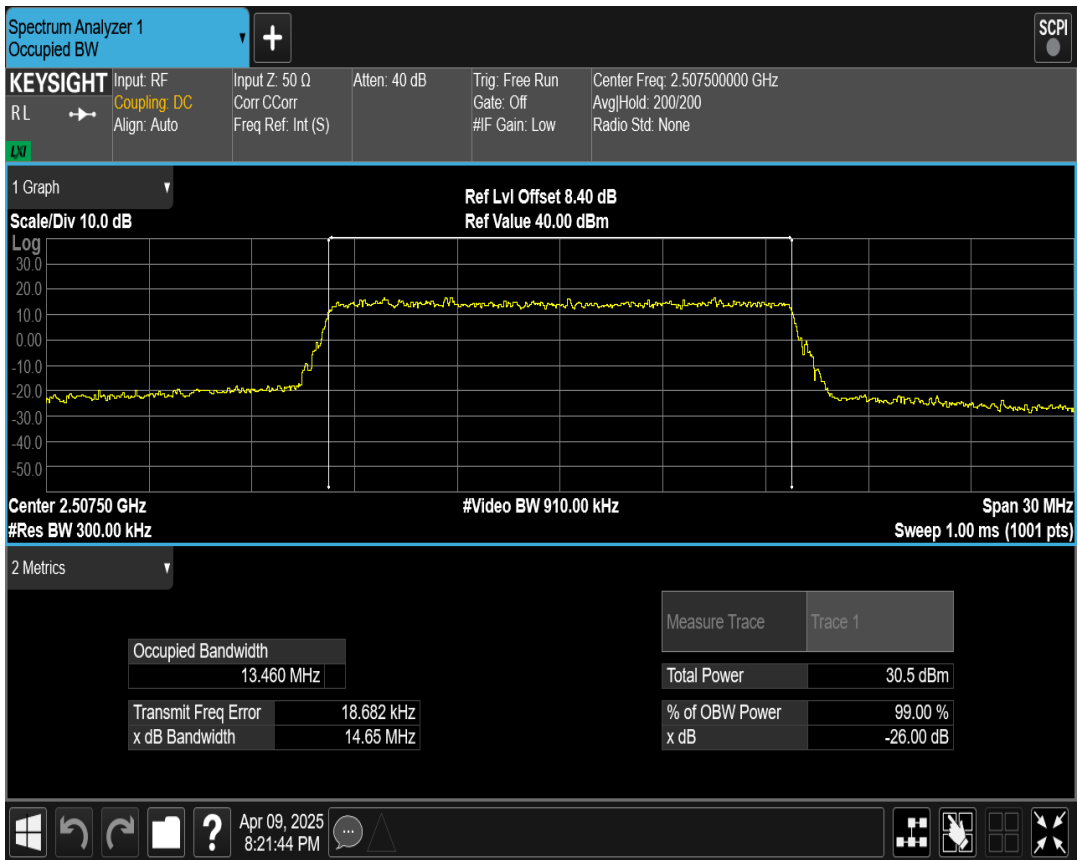 Spectrum Analyzer 1
Occupied BW
+
SCPI
KEYSIGHT
R L
LXI
Input: RF
Coupling: DC
Align: Auto
Input Z: 50 Ω
Corr CCorr
Freq Ref: Int (S)
Atten: 40 dB
Trig: Free Run
Gate: Off
#IF Gain: Low
Center Freq: 2.507500000 GHz
Avg|Hold: 200/200
Radio Std: None
1 Graph
Scale/Div 10.0 dB
Ref Lvl Offset 8.40 dB
Ref Value 40.00 dBm
Log
30.0
20.0
10.0
0.00
-10.0
-20.0
-30.0
-40.0
-50.0
Center 2.50750 GHz
#Video BW 910.00 kHz
Span 30 MHz
#Res BW 300.00 kHz
Sweep 1.00 ms (1001 pts)
2 Metrics
Measure Trace Trace 1
Occupied Bandwidth
13.460 MHz
Total Power 30.5 dBm
Transmit Freq Error 18.682 kHz
% of OBW Power 99.00 %
x dB Bandwidth 14.65 MHz
x dB -26.00 dB
?
Apr 09, 2025
8:21:44 PM